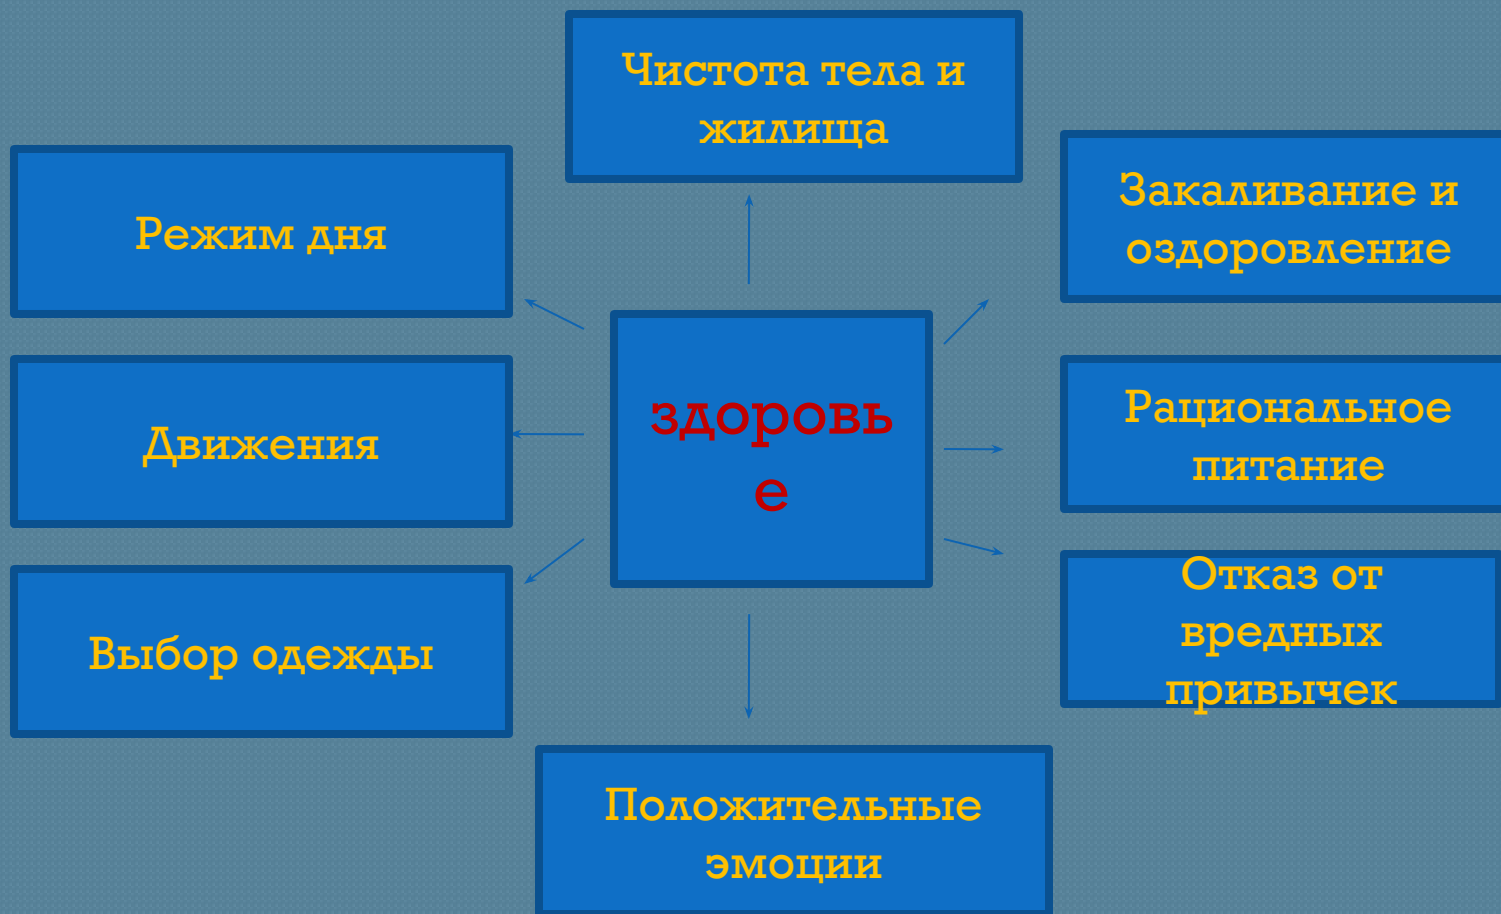 Чистота тела и
жилища
Режим дня
Закаливание и
оздоровление
Движения
здоровь
е
Рациональное
питание
Выбор одежды
Отказ от
вредных
привычек
Положительные
эмоции